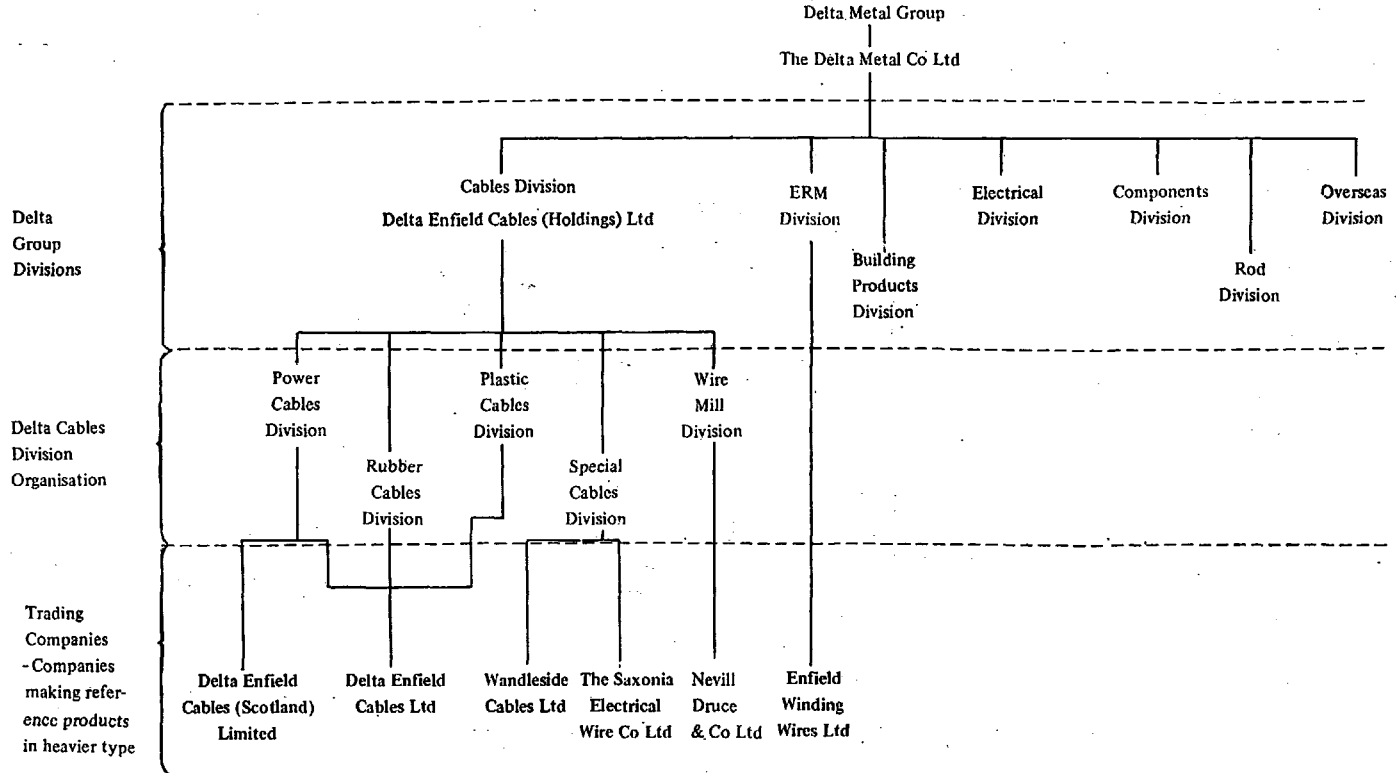 Delta Metal Group
The Delta Metal Co Ltd
Delta
Group
Divisions
Cables Division
Delta Enfield Cables (Holdings) Ltd
ERM
Division
Building
Products
Division
Electrical
Division
Components
Division
Rod
Division
Overseas
Division
Delta Cables
Division
Organisation
Power
Cables
Division
Rubber
Cables
Division
Plastic
Cables
Division
Special
Cables
Division
Wire
Mill
Division
Trading
Companies
- Companies
making refer-
ence products
in heavier type
Delta Enfield
Cables (Scotland)
Limited
Delta Enfield
Cables Ltd
Wandleside
Cables Ltd
The Saxonia
Electrical
Wire Co Ltd
Nevill
Druce
& Co Ltd
Enfield
Winding
Wires Ltd